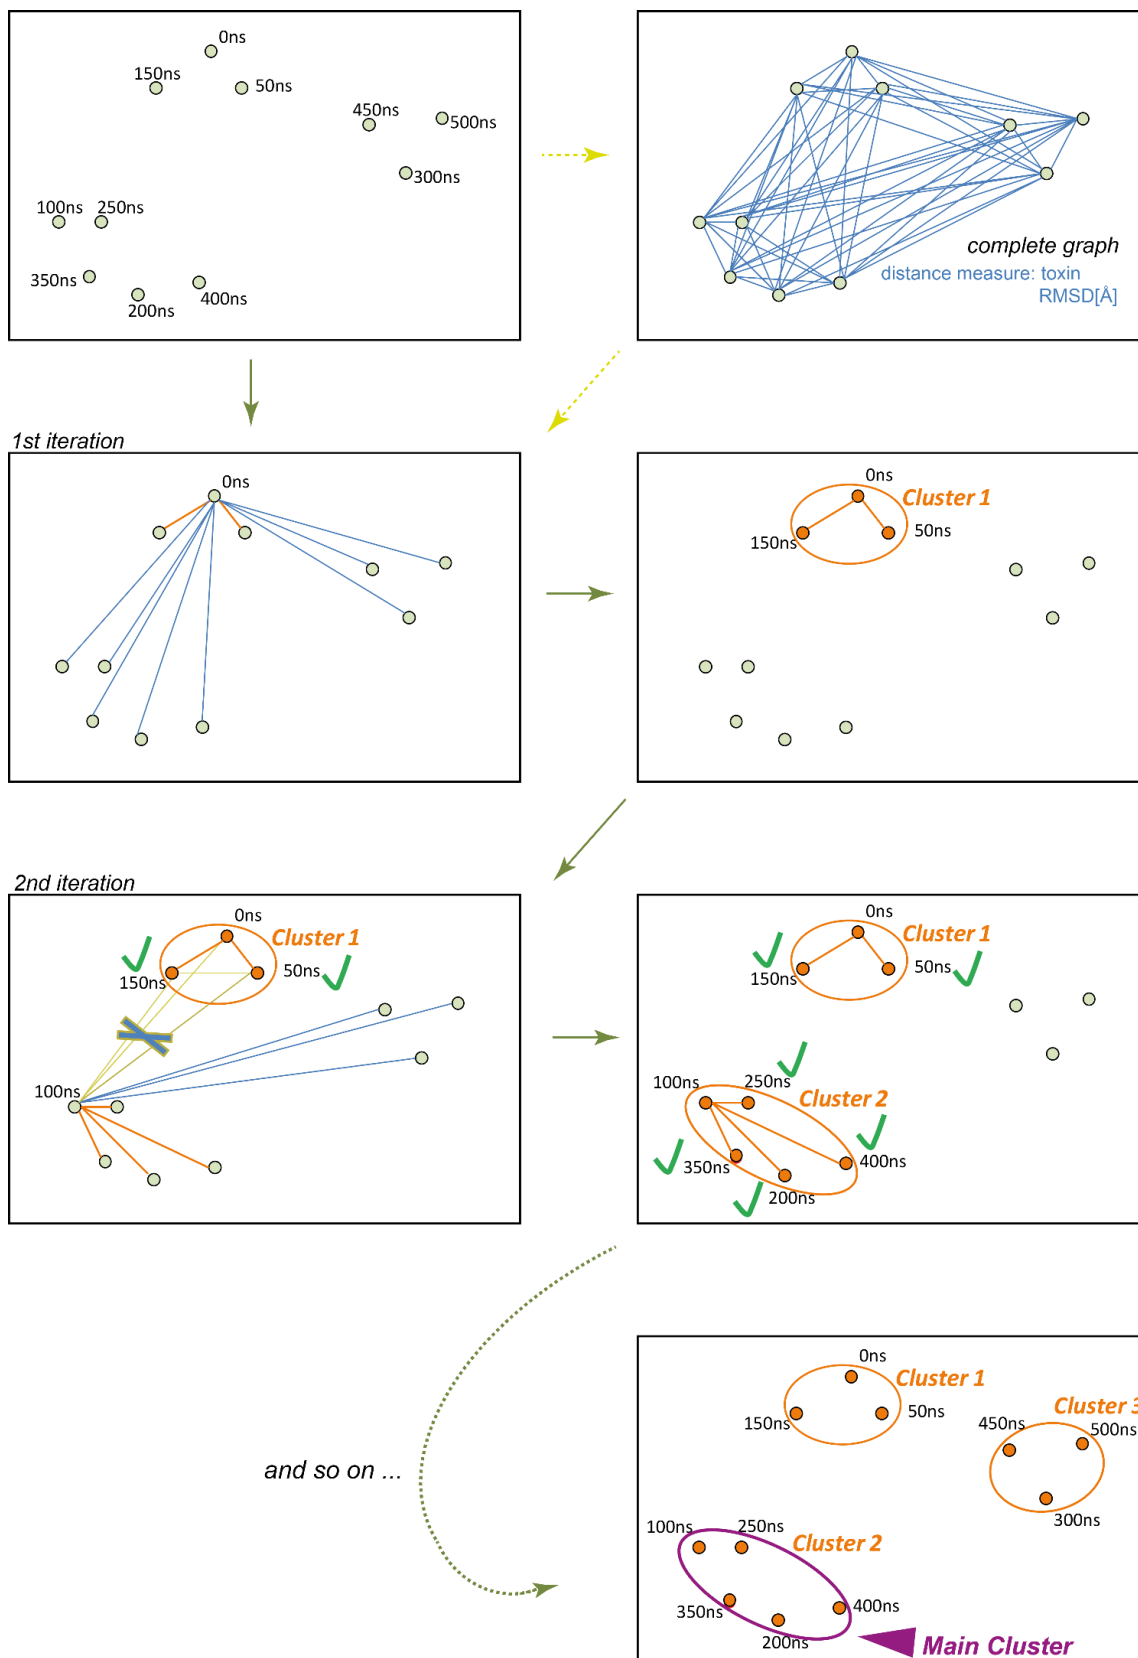 0ns
150ns
50ns
450ns
500ns
300ns
100ns
250ns
350ns
200ns
400ns
complete graph
distance measure: toxin
RMSD[Å]
1st iteration
0ns
0ns
Cluster 1
150ns
50ns
2nd iteration
0ns
Cluster 1
150ns
50ns
100ns
0ns
Cluster 1
150ns
50ns
100ns
250ns
Cluster 2
350ns
400ns
200ns
and so on ...
0ns
Cluster 1
150ns
50ns
Cluster 3
450ns
500ns
300ns
100ns
250ns
Cluster 2
350ns
400ns
200ns
Main Cluster